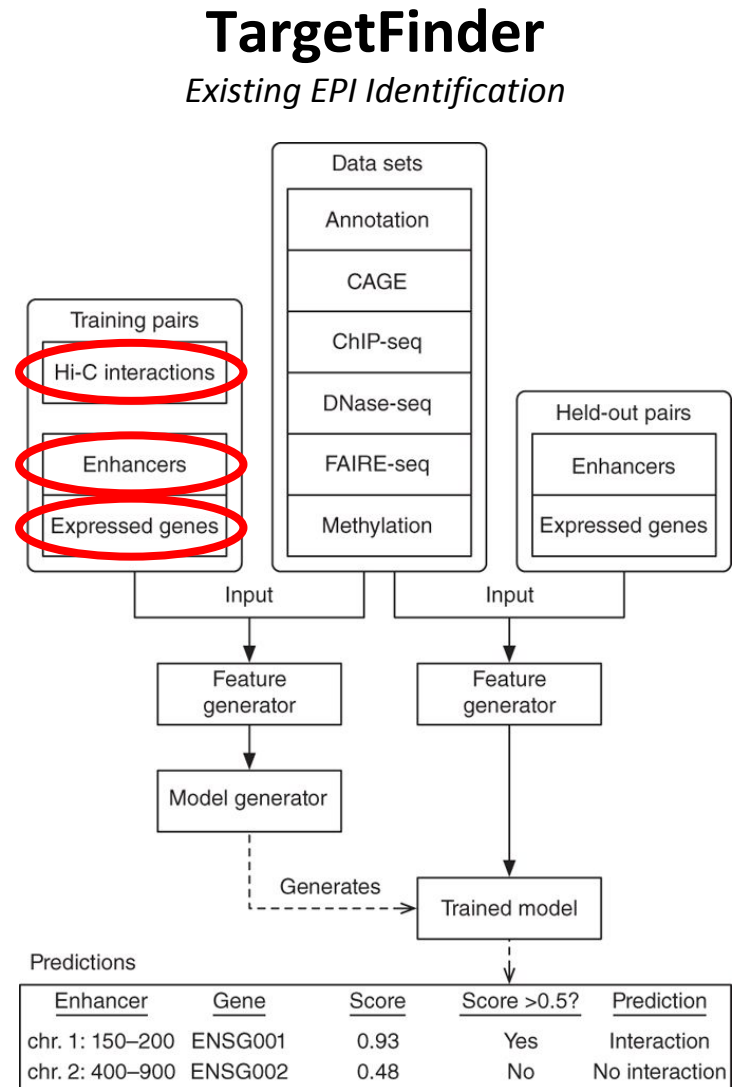 TargetFinder
Existing EPI Identification
Data sets
Annotation
CAGE
ChIP-seq
DNase-seq
FAIRE-seq
Methylation
Training pairs
Hi-C interactions
Enhancers
Expressed genes
Held-out pairs
Enhancers
Expressed genes
Input
Input
Feature
generator
Feature
generator
Model generator
Generates
Trained model
Predictions
Enhancer Gene Score Score >0.5? Prediction
chr. 1: 150–200 ENSG001 0.93 Yes Interaction
chr. 2: 400–900 ENSG002 0.48 No No interaction